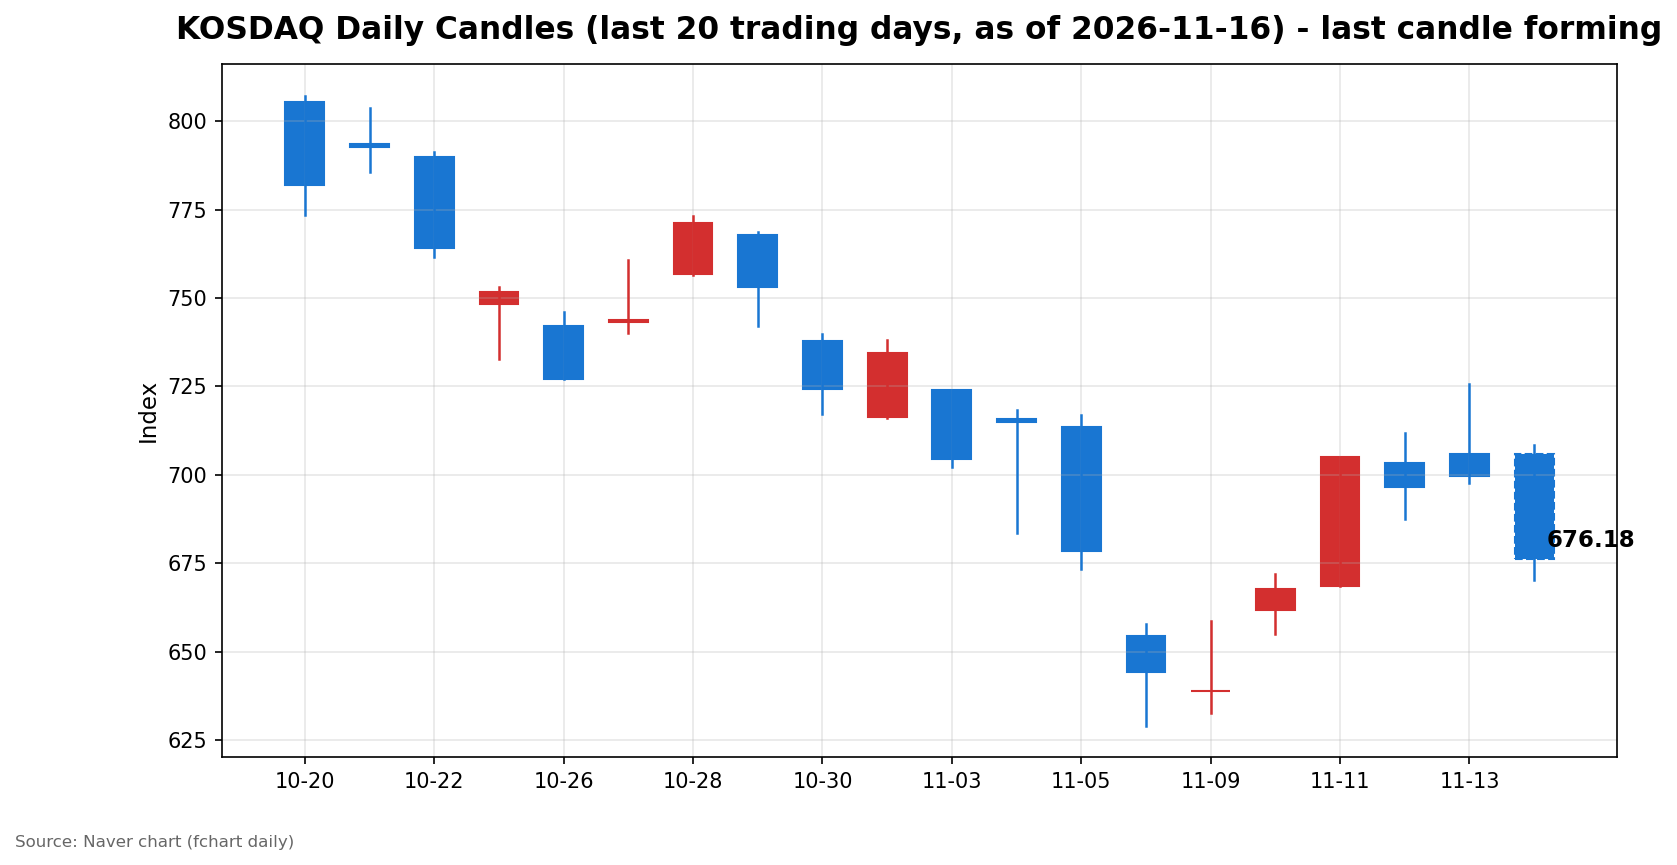 KOSDAQ Daily Candles (last 20 trading days, as of 2026-11-16) - last candle forming
Index
800
775
750
725
700
675
650
625
676.18
10-20 10-22 10-26 10-28 10-30 11-03 11-05 11-09 11-11 11-13
Source: Naver chart (fchart daily)